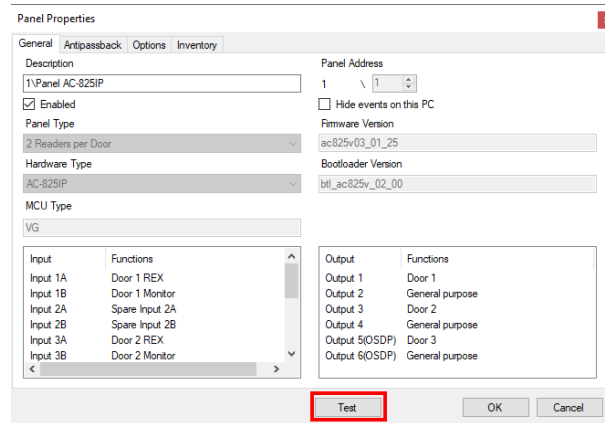 Panel Properties
General Antipassback Options Inventory
Description
1\Panel AC-825IP
Enabled
Panel Type
2 Readers per Door
Hardware Type
AC-825IP
MCU Type
VG
Panel Address
1 \ 1
Hide events on this PC
Firmware Version
ac825v03_01_25
Bootloader Version
btl_ac825v_02_00
Input Functions
Input 1A Door 1 REX
Input 1B Door 1 Monitor
Input 2A Spare Input 2A
Input 2B Spare Input 2B
Input 3A Door 2 REX
Input 3B Door 2 Monitor
Output Functions
Output 1 Door 1
Output 2 General purpose
Output 3 Door 2
Output 4 General purpose
Output 5(OSDP) Door 3
Output 6(OSDP) General purpose
Test OK Cancel